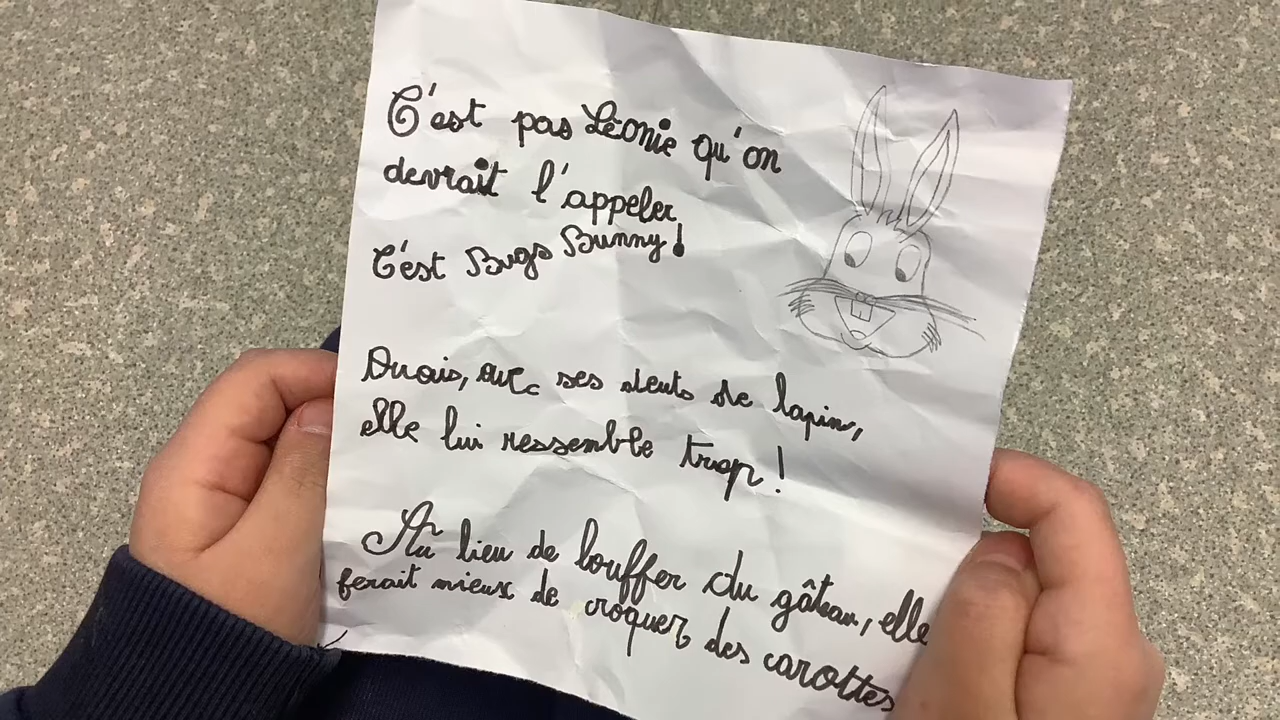 C'est pas Léonie qu'on
devrait l'appeler
C'est Bugs Bunny!
Ouais, avec ses dents de lapin,
elle lui ressemble trop!
Au lieu de bouffer du gâteau, elle
ferait mieux de croquer des carottes